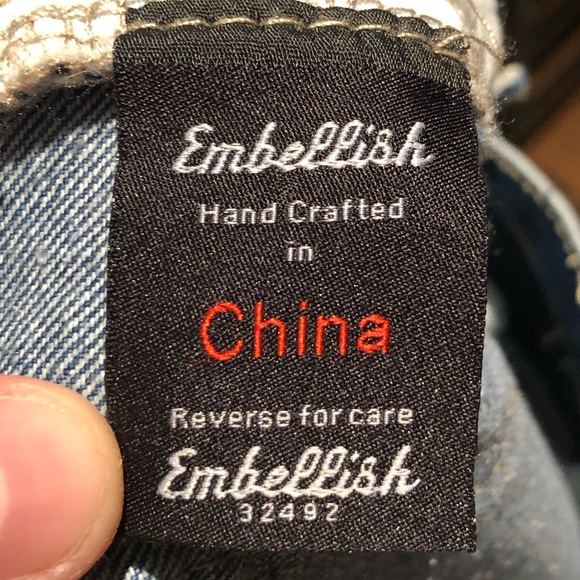 Embellish
Hand Crafted
in
China
Reverse for care
Embellish
32492